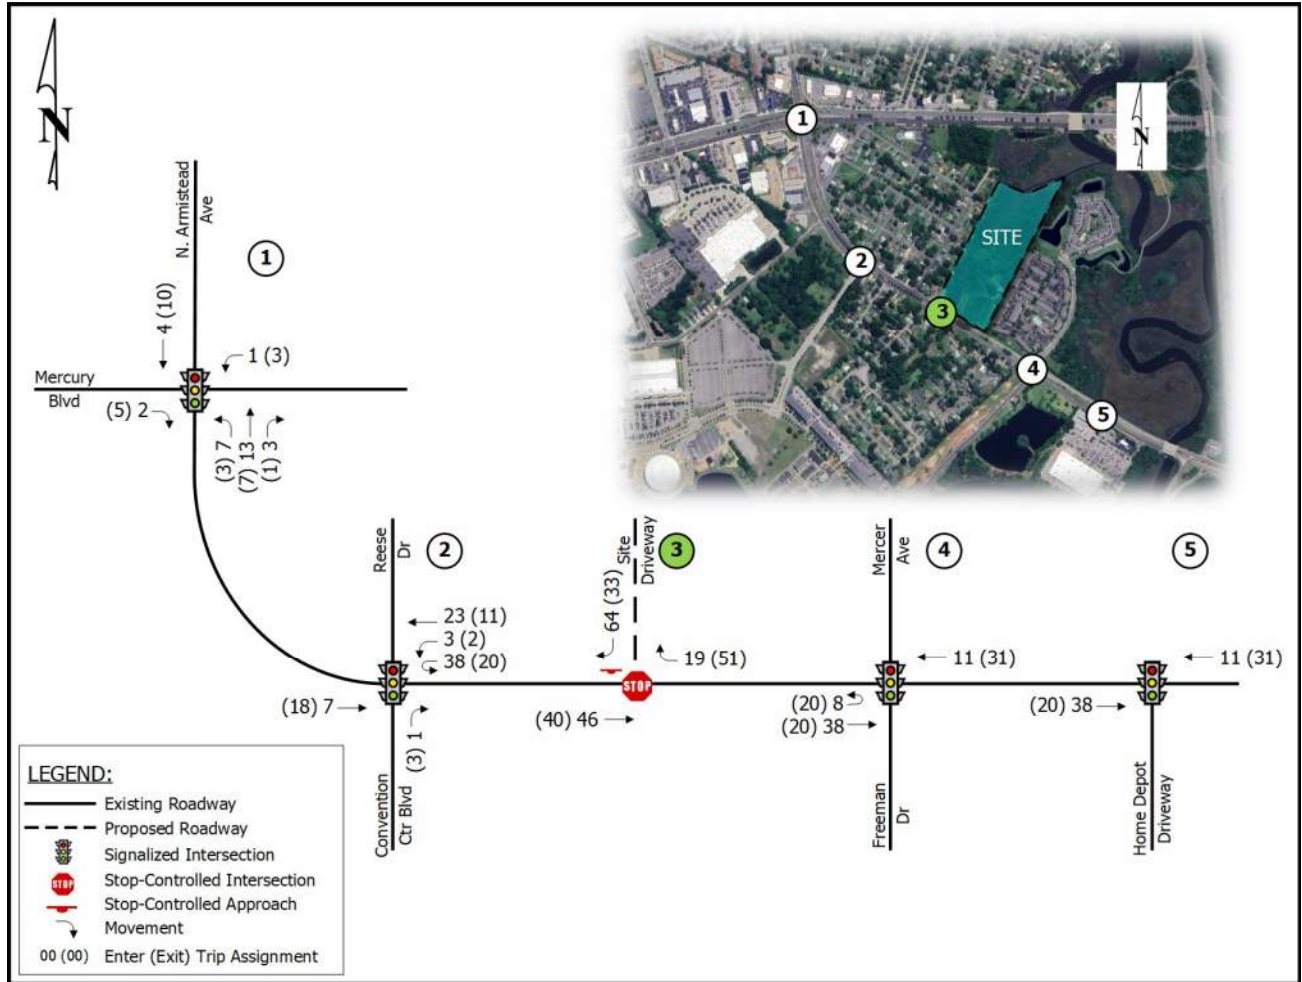 N
N
1
2
3
4
5
SITE
N. Armistead
Ave
1
4 (10)
1 (3)
Mercury
Blvd
(5) 2
(3) 7
(7) 13
(1) 3
Reese
Dr
2
23 (11)
3 (2)
38 (20)
(18) 7
(3) 1
Convention
Ctr Blvd
Site
Driveway
3
64 (33)
19 (51)
STOP
(40) 46
Mercer
Ave
4
11 (31)
(20) 8
(20) 38
Freeman
Dr
5
11 (31)
(20) 38
Home Depot
Driveway
LEGEND:
Existing Roadway
Proposed Roadway
Signalized Intersection
STOP Stop-Controlled Intersection
Stop-Controlled Approach
Movement
00 (00) Enter (Exit) Trip Assignment